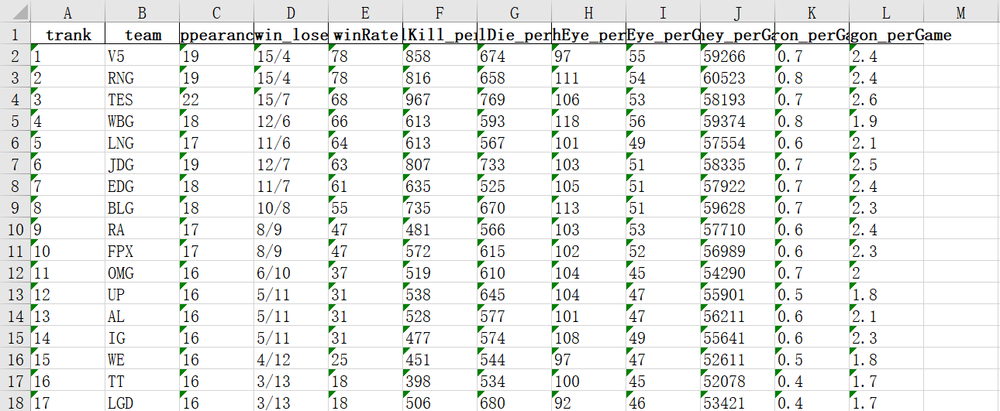 A B C D E F G H I J K L M
1 trank team ppearanc win_lose winRate lKill_per lDie_per hEye_per Eye_perG ney_perGa ron_perGa gon_perGame
2 1 V5 19 15/4 78 858 674 97 55 59266 0.7 2.4
3 2 RNG 19 15/4 78 816 658 111 54 60523 0.8 2.4
4 3 TES 22 15/7 68 967 769 106 53 58193 0.7 2.6
5 4 WBG 18 12/6 66 613 593 118 56 59374 0.8 1.9
6 5 LNG 17 11/6 64 613 567 101 49 57554 0.6 2.1
7 6 JDG 19 12/7 63 807 733 103 51 58335 0.7 2.5
8 7 EDG 18 11/7 61 635 525 105 51 57922 0.7 2.4
9 8 BLG 18 10/8 55 735 670 113 51 59628 0.7 2.3
10 9 RA 17 8/9 47 481 566 103 53 57710 0.6 2.4
11 10 FPX 17 8/9 47 572 615 102 52 56989 0.6 2.3
12 11 OMG 16 6/10 37 519 610 104 45 54290 0.7 2
13 12 UP 16 5/11 31 538 645 104 47 55901 0.5 1.8
14 13 AL 16 5/11 31 528 577 101 47 56211 0.6 2.1
15 14 IG 16 5/11 31 477 574 108 49 55641 0.6 2.3
16 15 WE 16 4/12 25 451 544 97 47 52611 0.5 1.8
17 16 TT 16 3/13 18 398 534 100 45 52078 0.4 1.7
18 17 LGD 16 3/13 18 506 680 92 46 53421 0.4 1.7